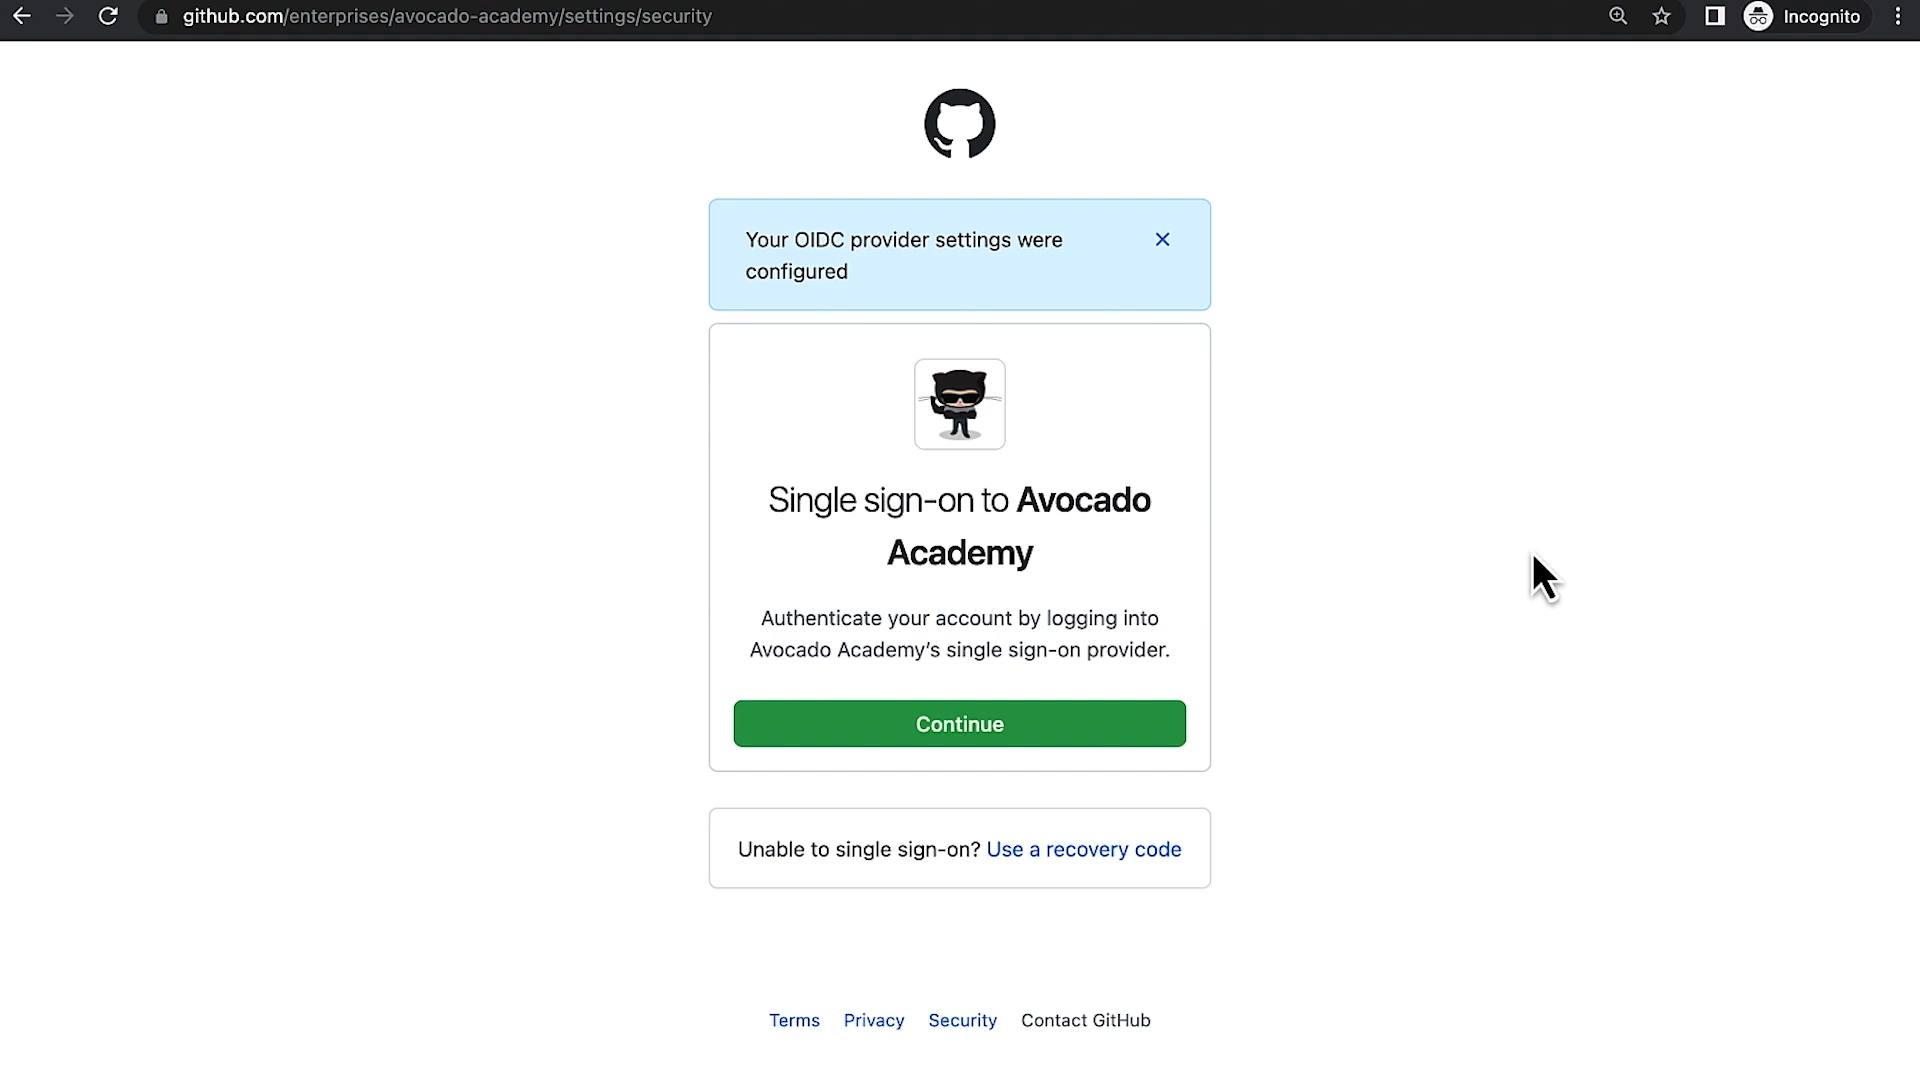 github.com/enterprises/avocado-academy/settings/security
Incognito
Your OIDC provider settings were
configured
Single sign-on to Avocado
Academy
Authenticate your account by logging into
Avocado Academy’s single sign-on provider.
Continue
Unable to single sign-on? Use a recovery code
Terms Privacy Security Contact GitHub